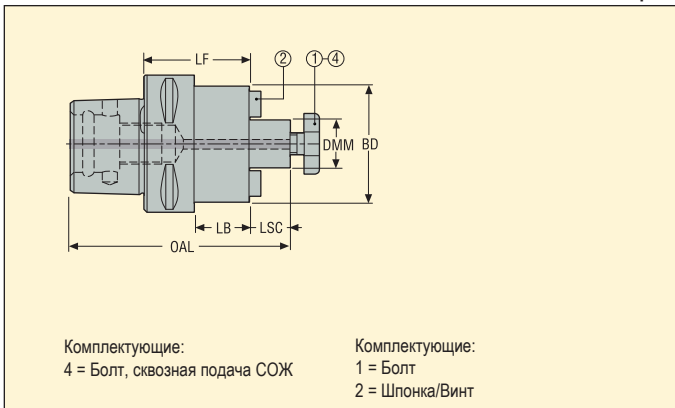 LF
②
①-④
DMM
BD
LB
LSC
OAL
Комплектующие:
4 = Болт, сквозная подача СОЖ
Комплектующие:
1 = Болт
2 = Шпонка/Винт